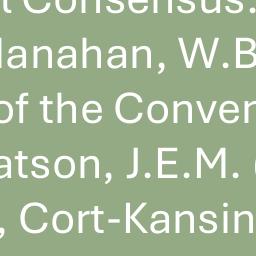 t Consensus.
lanahan, W.B
of the Conver
atson, J.E.M. (
, Cort-Kansin